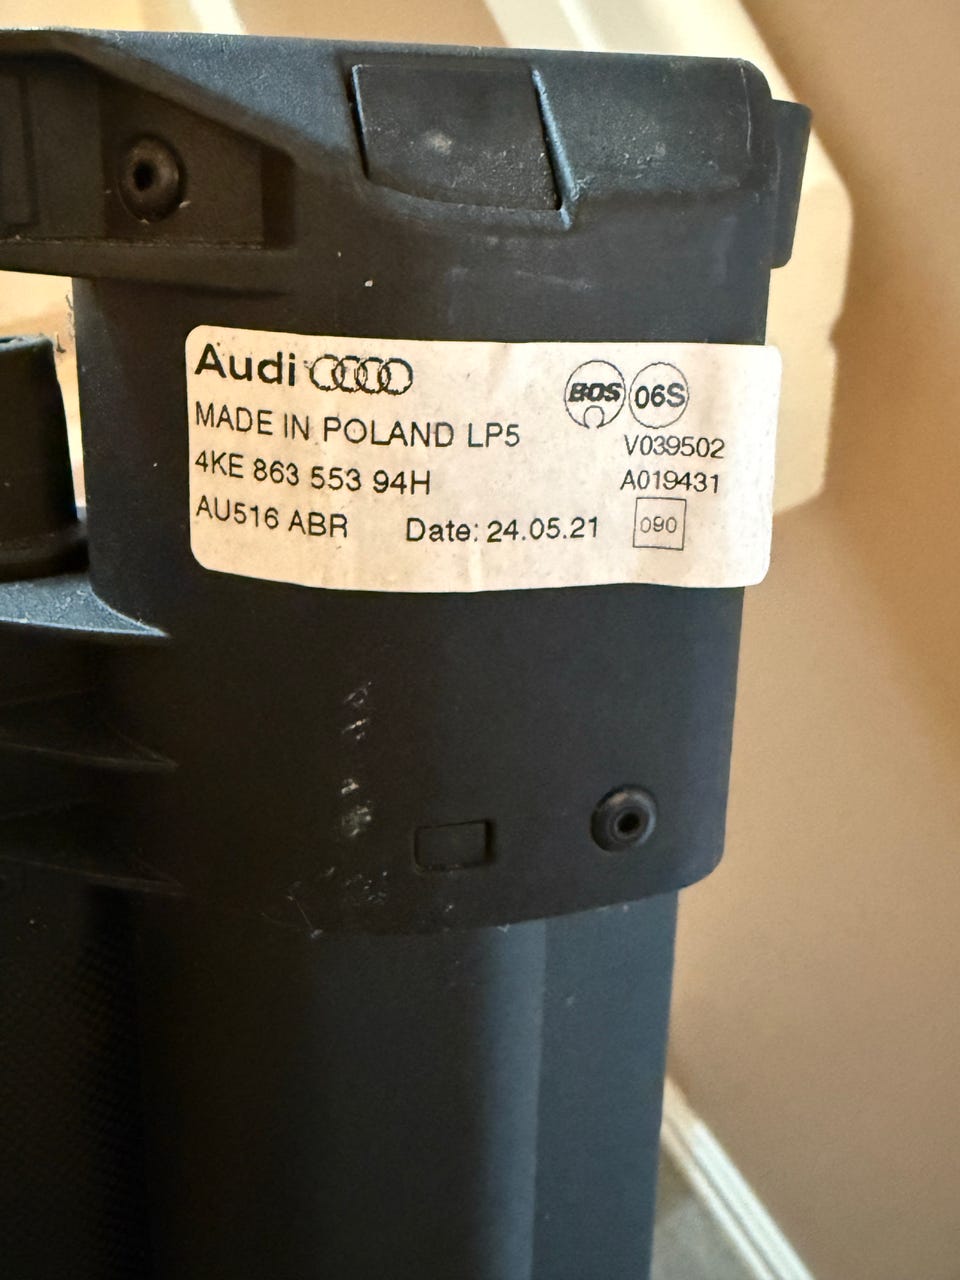 Audi
BOS 06S
MADE IN POLAND LP5
V039502
4KE 863 553 94H
A019431
AU516 ABR Date: 24.05.21 090